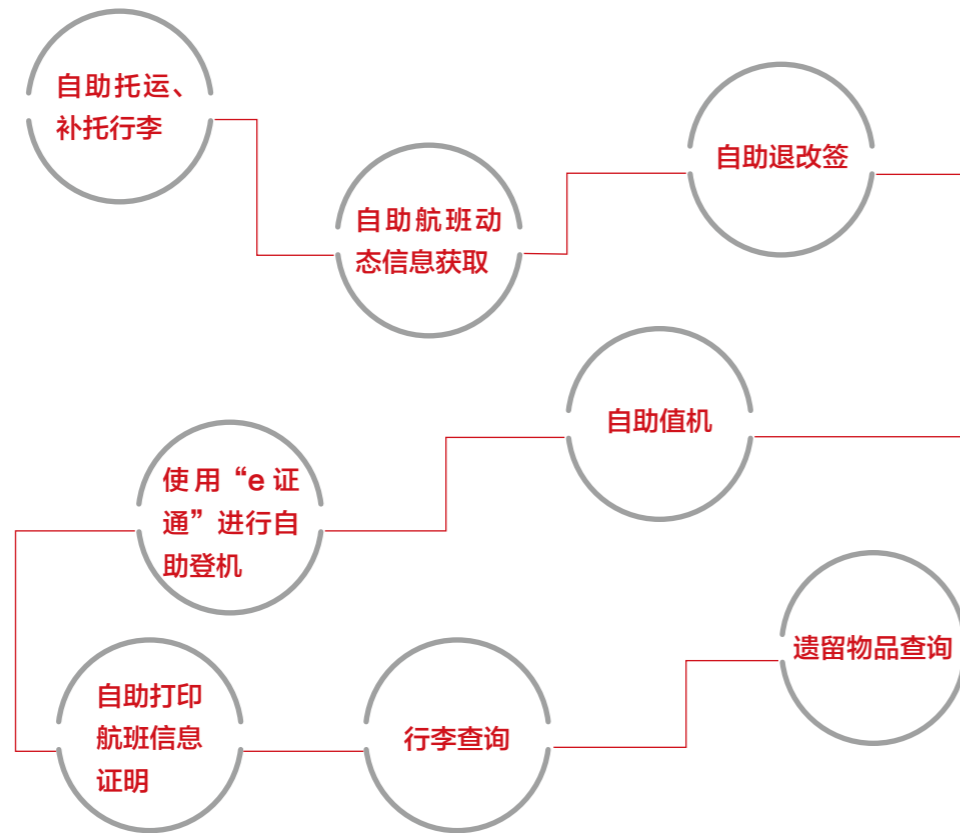 自助托运、
补托行李
自助航班动
态信息获取
自助退改签
自助值机
使用“e 证
通”进行自
助登机
自助打印
航班信息
证明
行李查询
遗留物品查询